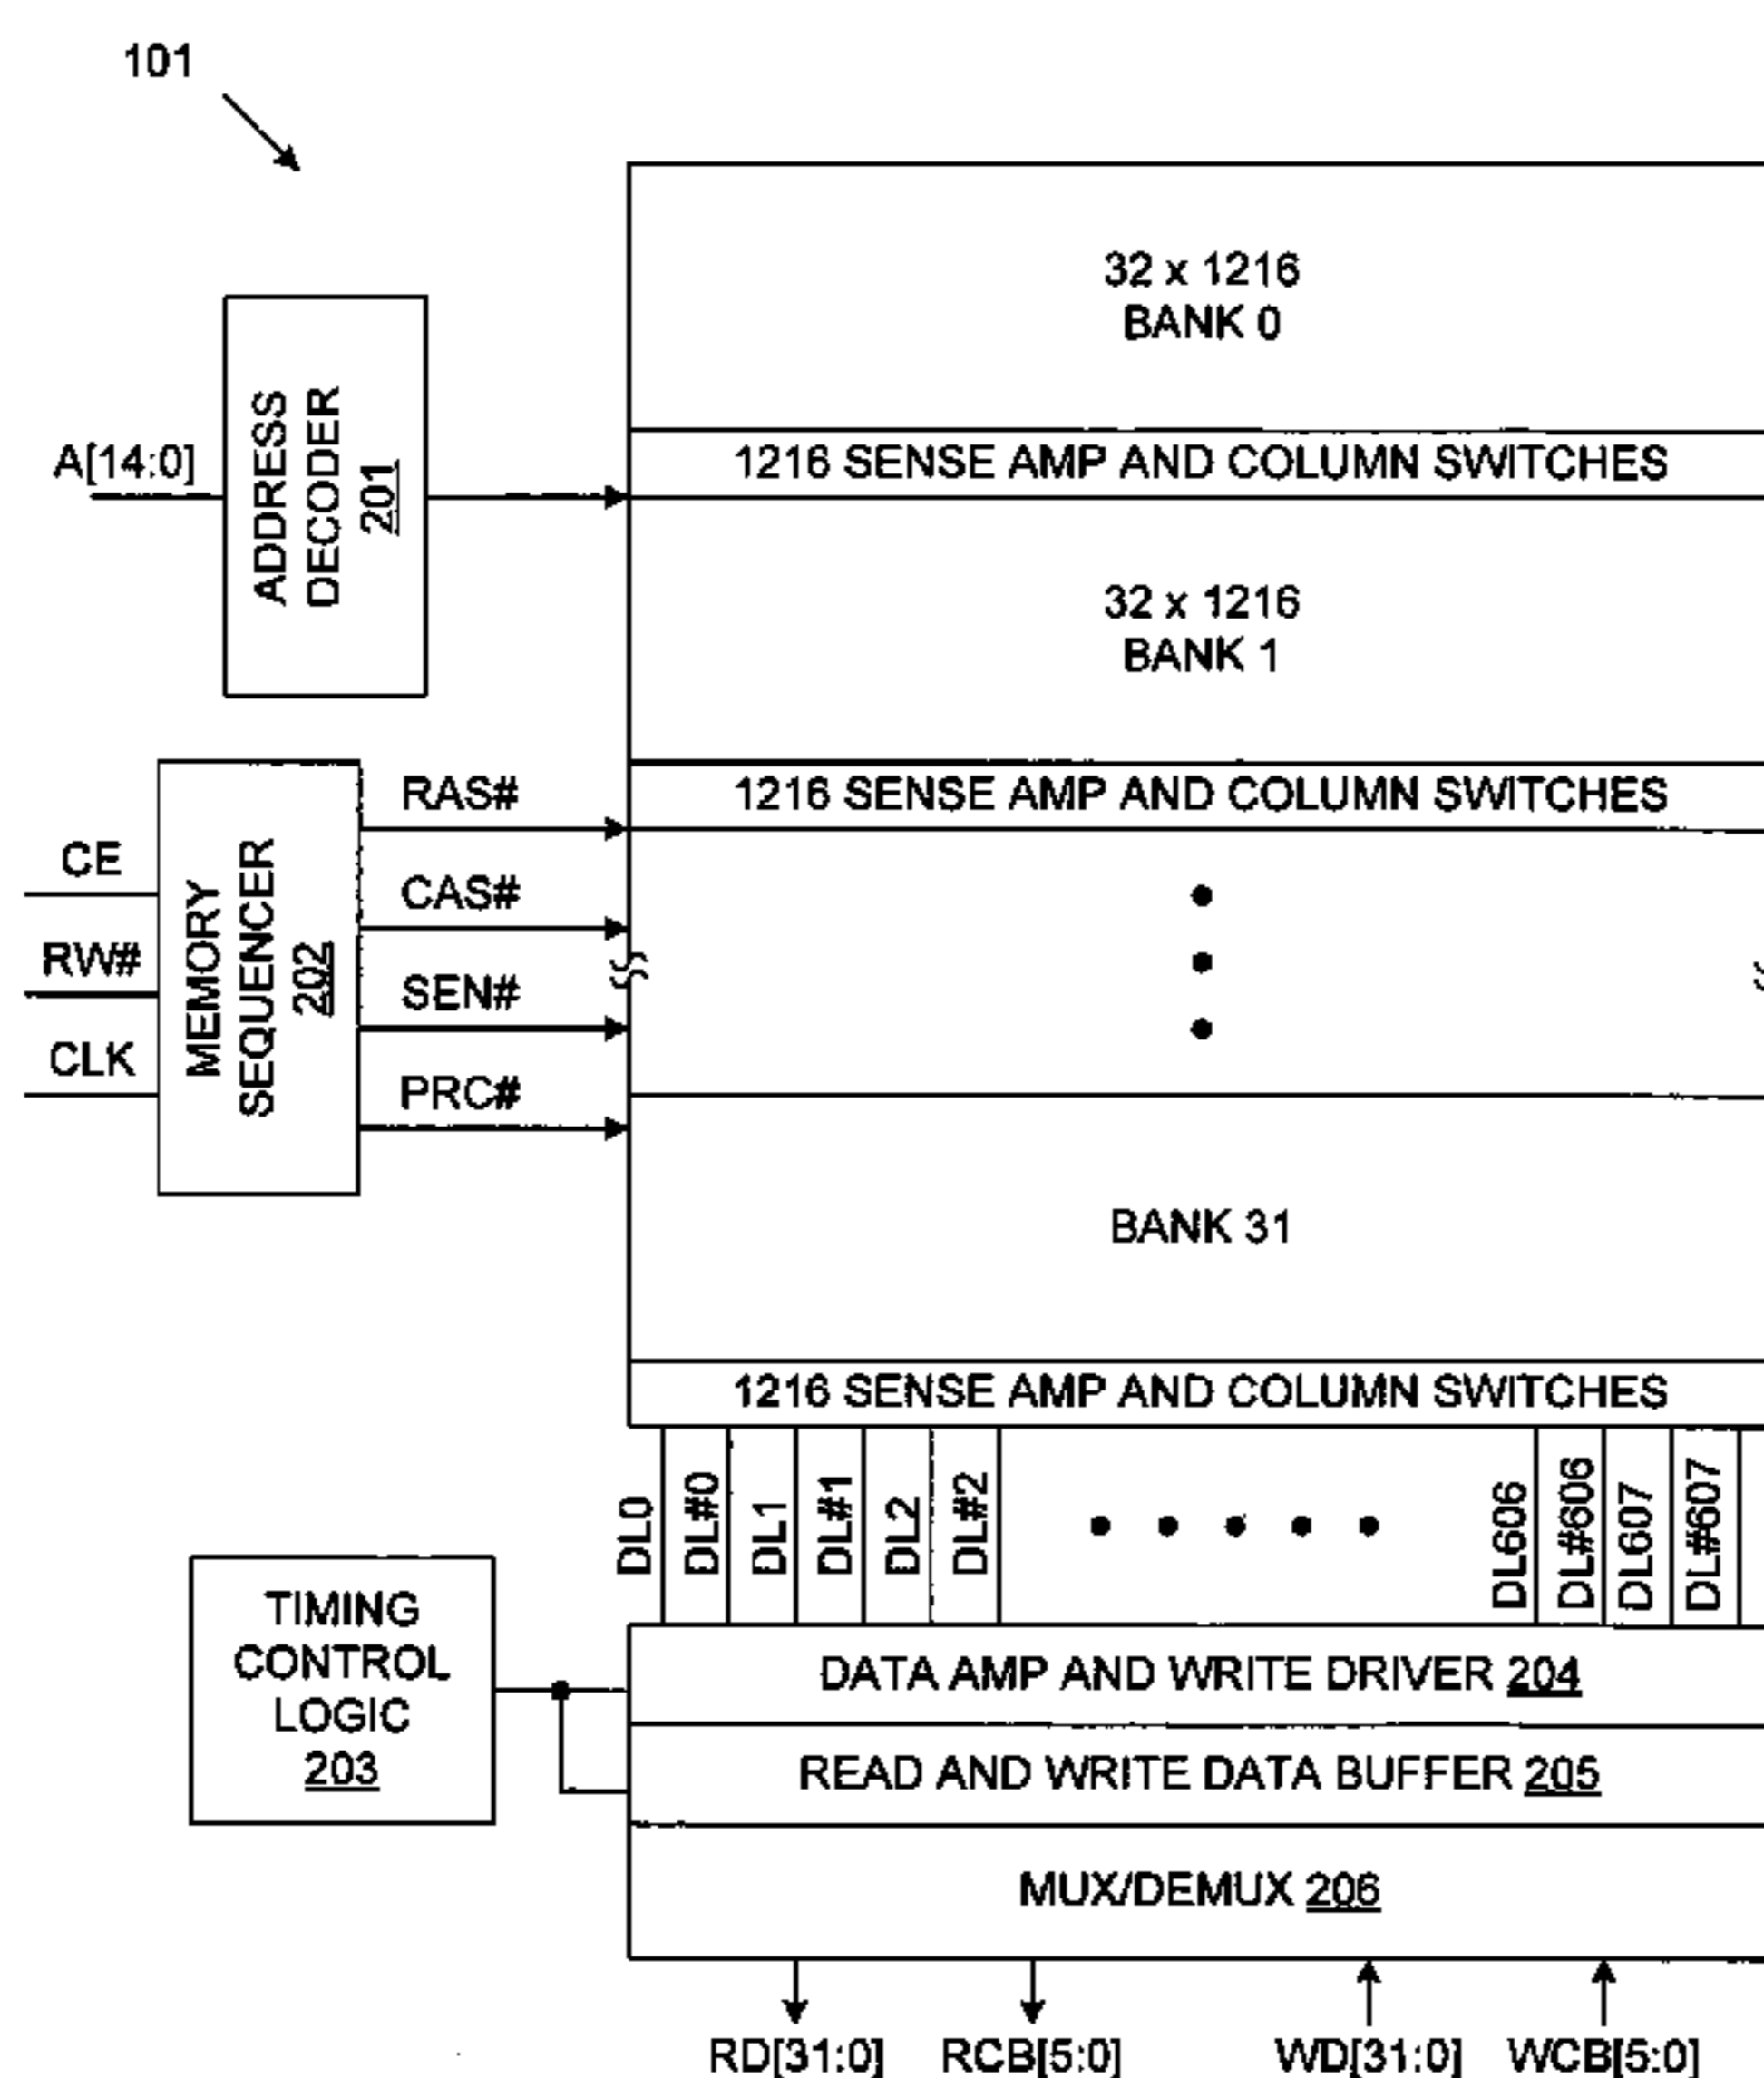 101
32 x 1216
BANK 0
1216 SENSE AMP AND COLUMN SWITCHES
A[14:0]
ADDRESS
DECODER
201
32 x 1216
BANK 1
1216 SENSE AMP AND COLUMN SWITCHES
CE
RW#
CLK
MEMORY
SEQUENCER
202
RAS#
CAS#
SEN#
PRC#
BANK 31
1216 SENSE AMP AND COLUMN SWITCHES
DL0
DL#0
DL1
DL#1
DL2
DL#2
DL606
DL#606
DL607
DL#607
TIMING
CONTROL
LOGIC
203
DATA AMP AND WRITE DRIVER 204
READ AND WRITE DATA BUFFER 205
MUX/DEMUX 206
RD[31:0]
RCB[5:0]
WD[31:0]
WCB[5:0]